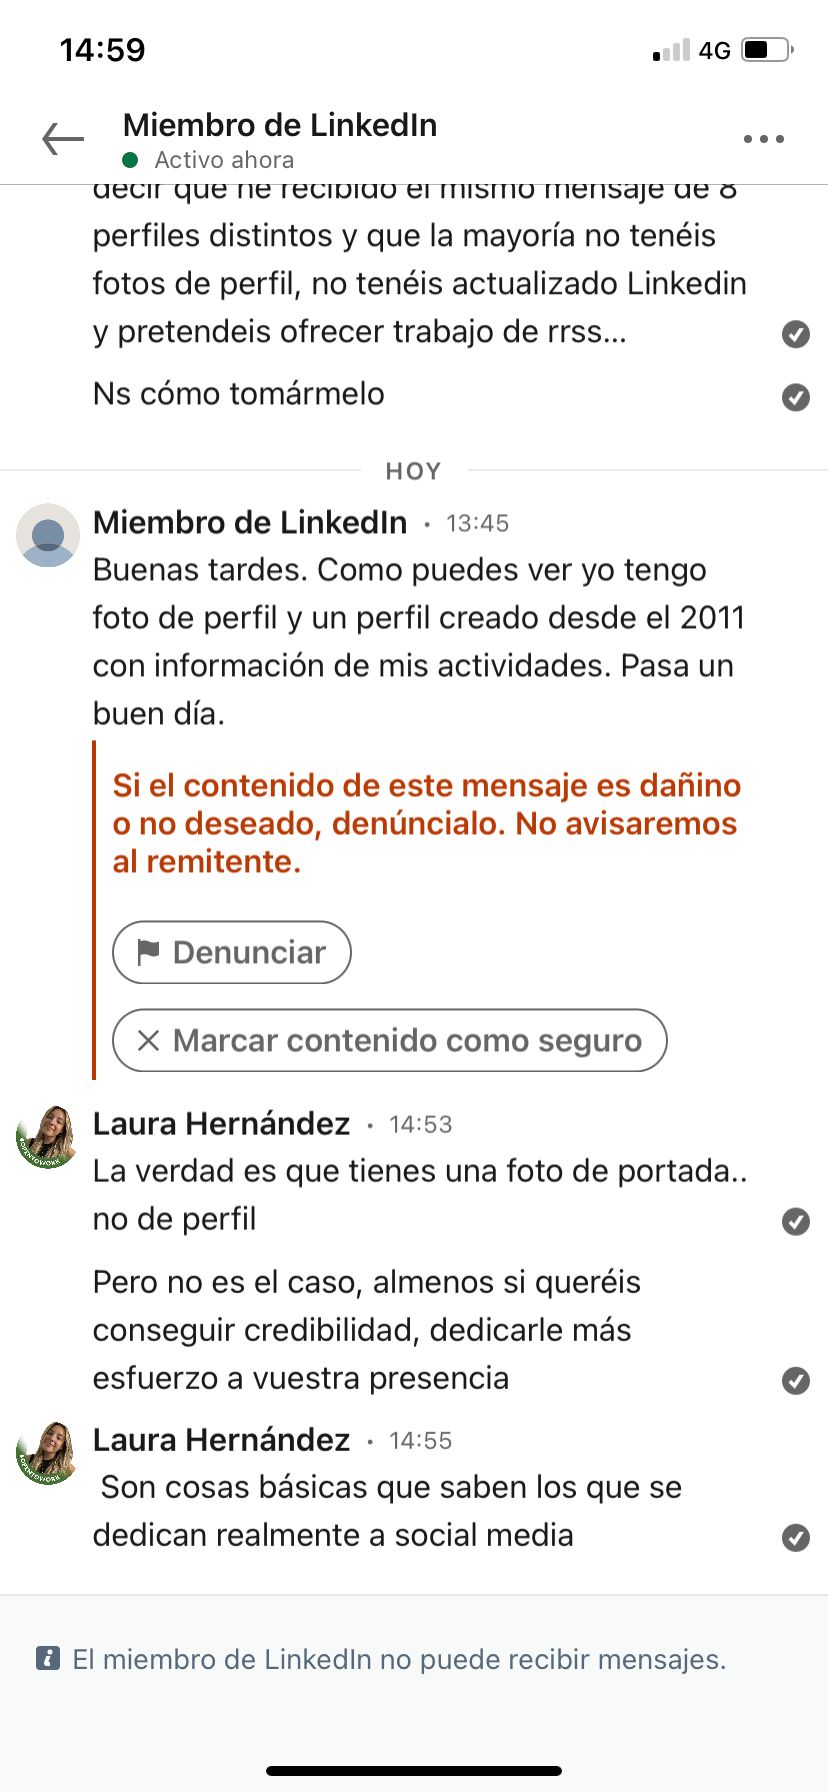 14:59
4G
Miembro de LinkedIn
Activo ahora
decir que he recibido el mismo mensaje de 8
perfiles distintos y que la mayoría no tenéis
fotos de perfil, no tenéis actualizado Linkedin
y pretendeis ofrecer trabajo de rrss...
Ns cómo tomármelo
HOY
Miembro de LinkedIn · 13:45
Buenas tardes. Como puedes ver yo tengo
foto de perfil y un perfil creado desde el 2011
con información de mis actividades. Pasa un
buen día.
Si el contenido de este mensaje es dañino
o no deseado, denúncialo. No avisaremos
al remitente.
Denunciar
Marcar contenido como seguro
Laura Hernández · 14:53
#OPENTOWORK
La verdad es que tienes una foto de portada..
no de perfil
Pero no es el caso, almenos si queréis
conseguir credibilidad, dedicarle más
esfuerzo a vuestra presencia
Laura Hernández · 14:55
#OPENTOWORK
Son cosas básicas que saben los que se
dedican realmente a social media
El miembro de LinkedIn no puede recibir mensajes.